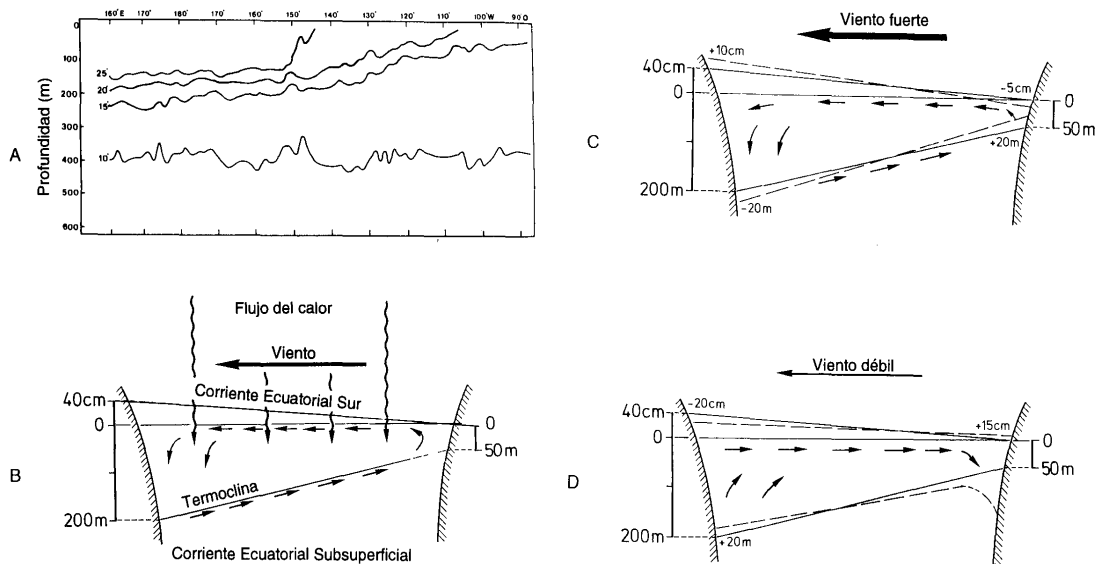 160°E 170° 170° 160° 150° 140° 130° 120° 110° 100°W 90°O
0
100
200
300
400
500
600
Profundidad (m)
25°
20°
15°
10°
A
Flujo del calor
Viento
Corriente Ecuatorial Sur
40cm
0
0
50m
Termoclina
200m
Corriente Ecuatorial Subsuperficial
B
Viento fuerte
+10cm
40cm
-5cm
0
0
50m
+20m
200m
-20m
C
Viento débil
40cm
-20cm
+15cm
0
0
50m
200m
+20m
D